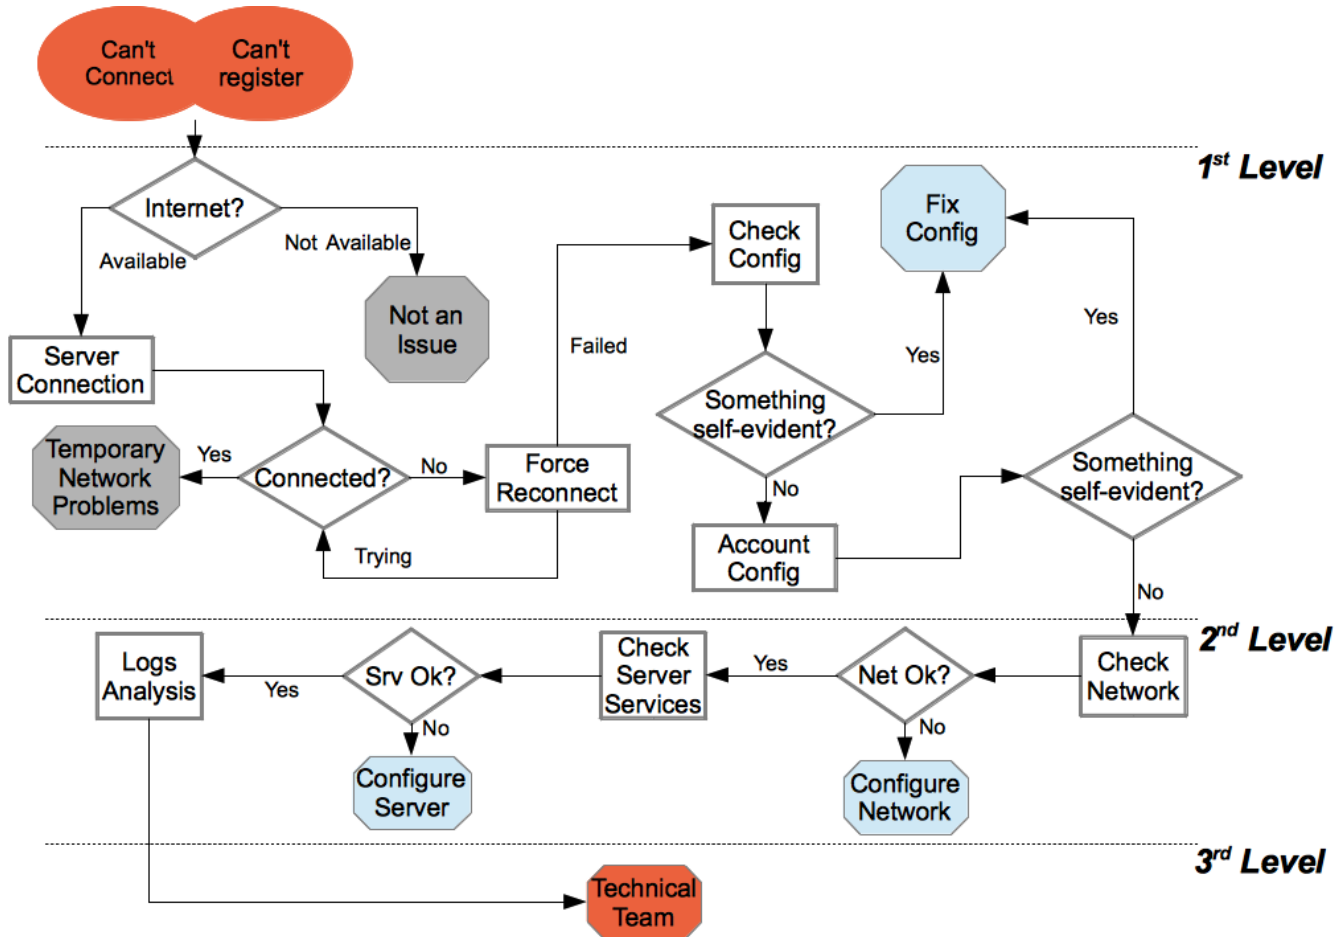 Can't
Connect
Can't
register
1st Level
Internet?
Available
Not Available
Not an
Issue
Server
Connection
Connected?
Yes
Temporary
Network
Problems
No
Force
Reconnect
Trying
Failed
Check
Config
Something
self-evident?
Yes
Fix
Config
No
Account
Config
Something
self-evident?
Yes
No
2nd Level
Check
Network
Net Ok?
No
Configure
Network
Yes
Check
Server
Services
Srv Ok?
No
Configure
Server
Yes
Logs
Analysis
3rd Level
Technical
Team